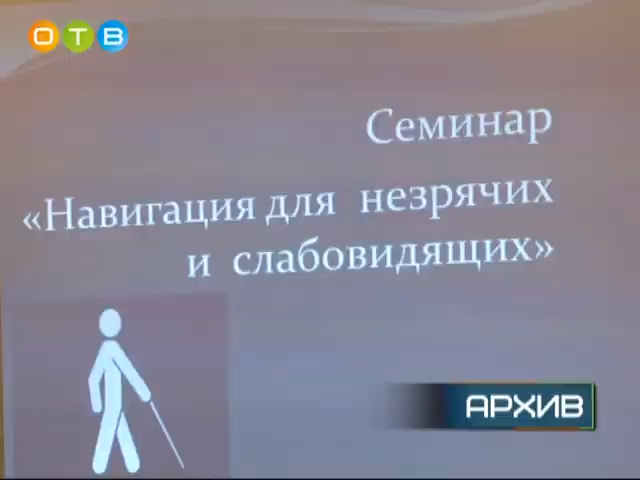 ОТВ
Семинар
«Навигация для незрячих
и слабовидящих»
АРХИВ